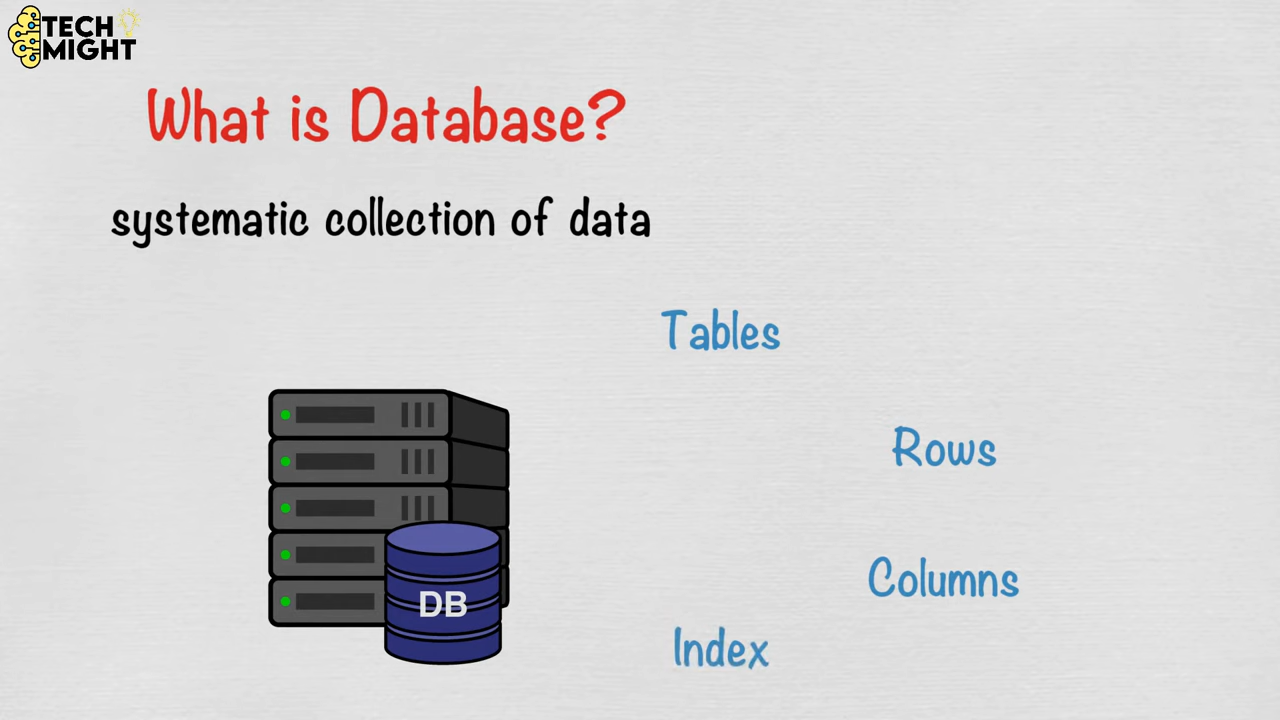 TECH
MIGHT
What is Database?
systematic collection of data
Tables
Rows
Columns
DB
Index